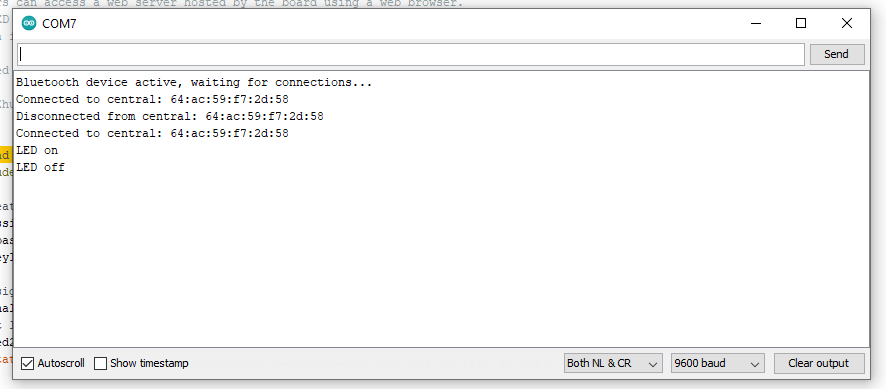 rs can access a web server hosted by the board using a web browser.
COM7
Send
Bluetooth device active, waiting for connections...
Connected to central: 64:ac:59:f7:2d:58
Disconnected from central: 64:ac:59:f7:2d:58
Connected to central: 64:ac:59:f7:2d:58
LED on
LED off
Autoscroll
Show timestamp
Both NL & CR
9600 baud
Clear output